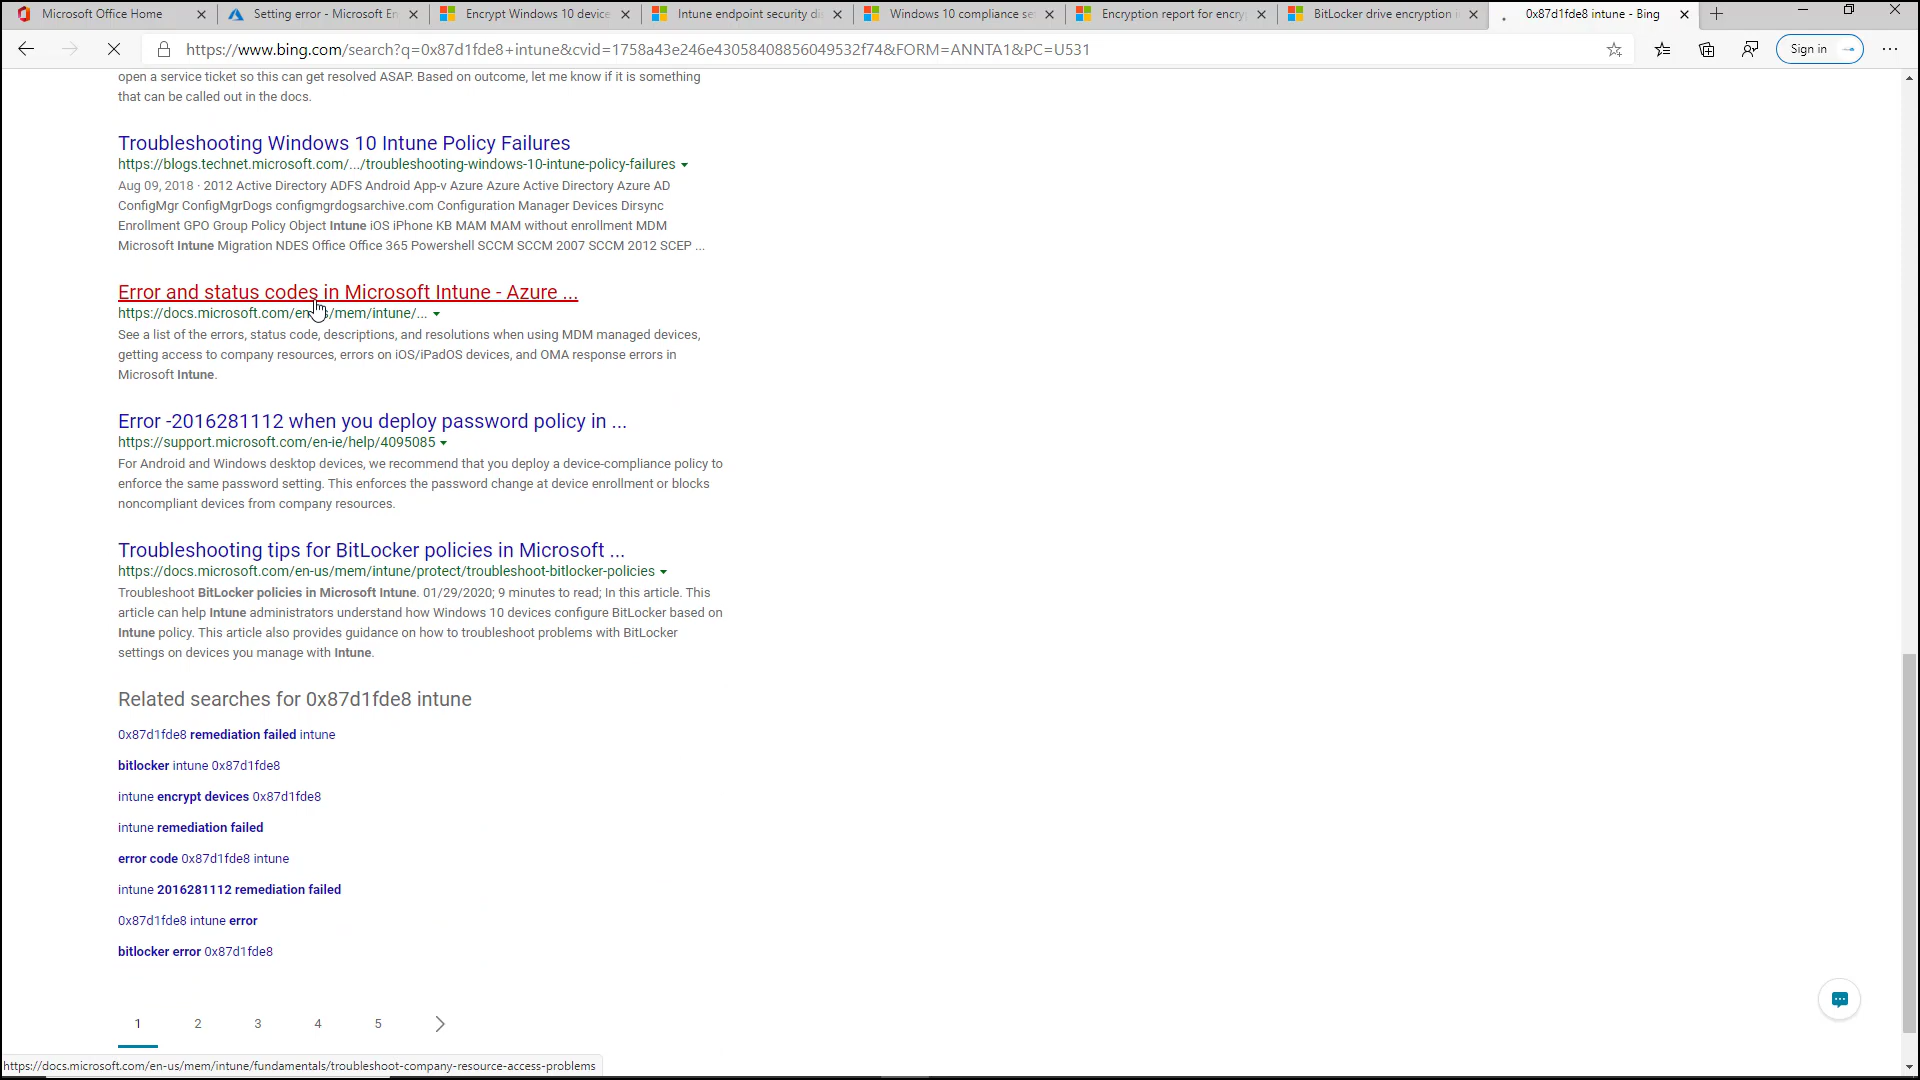 Microsoft Office Home
Setting error - Microsoft En
Encrypt Windows 10 device
Intune endpoint security di
Windows 10 compliance se
Encryption report for encry
BitLocker drive encryption i
0x87d1fde8 intune - Bing
https://www.bing.com/search?q=0x87d1fde8+intune&cvid=1758a43e246e43058408856049532f74&FORM=ANNTA1&PC=U531
Sign in
open a service ticket so this can get resolved ASAP. Based on outcome, let me know if it is something
that can be called out in the docs.
Troubleshooting Windows 10 Intune Policy Failures
https://blogs.technet.microsoft.com/.../troubleshooting-windows-10-intune-policy-failures
Aug 09, 2018 · 2012 Active Directory ADFS Android App-v Azure Azure Active Directory Azure AD
ConfigMgr ConfigMgrDogs configmgrdogsarchive.com Configuration Manager Devices Dirsync
Enrollment GPO Group Policy Object Intune iOS iPhone KB MAM MAM without enrollment MDM
Microsoft Intune Migration NDES Office Office 365 Powershell SCCM SCCM 2007 SCCM 2012 SCEP ...
Error and status codes in Microsoft Intune - Azure ...
https://docs.microsoft.com/en-us/mem/intune/...
See a list of the errors, status code, descriptions, and resolutions when using MDM managed devices,
getting access to company resources, errors on iOS/iPadOS devices, and OMA response errors in
Microsoft Intune.
Error -2016281112 when you deploy password policy in ...
https://support.microsoft.com/en-ie/help/4095085
For Android and Windows desktop devices, we recommend that you deploy a device-compliance policy to
enforce the same password setting. This enforces the password change at device enrollment or blocks
noncompliant devices from company resources.
Troubleshooting tips for BitLocker policies in Microsoft ...
https://docs.microsoft.com/en-us/mem/intune/protect/troubleshoot-bitlocker-policies
Troubleshoot BitLocker policies in Microsoft Intune. 01/29/2020; 9 minutes to read; In this article. This
article can help Intune administrators understand how Windows 10 devices configure BitLocker based on
Intune policy. This article also provides guidance on how to troubleshoot problems with BitLocker
settings on devices you manage with Intune.
Related searches for 0x87d1fde8 intune
0x87d1fde8 remediation failed intune
bitlocker intune 0x87d1fde8
intune encrypt devices 0x87d1fde8
intune remediation failed
error code 0x87d1fde8 intune
intune 2016281112 remediation failed
0x87d1fde8 intune error
bitlocker error 0x87d1fde8
1 2 3 4 5
https://docs.microsoft.com/en-us/mem/intune/fundamentals/troubleshoot-company-resource-access-problems